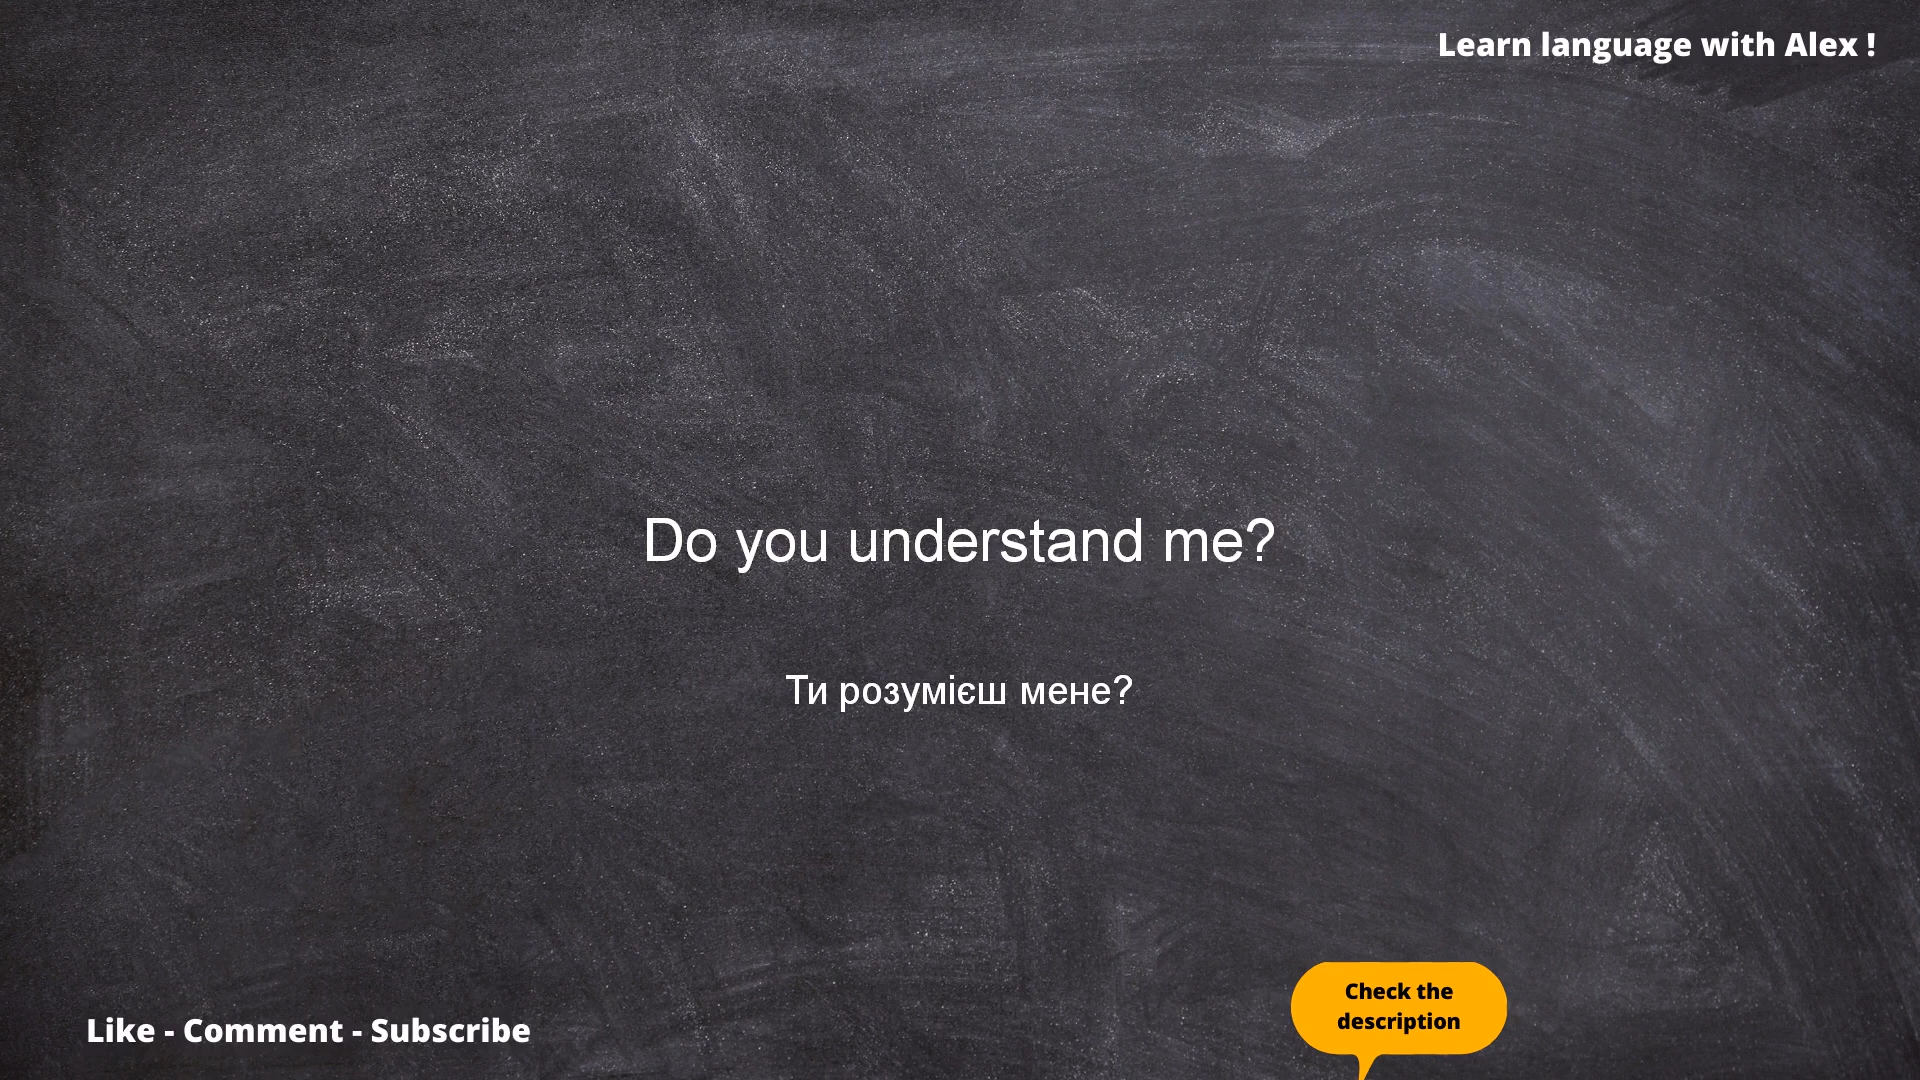 Learn language with Alex !
Do you understand me?
Ти розумієш мене?
Check the
description
Like - Comment - Subscribe